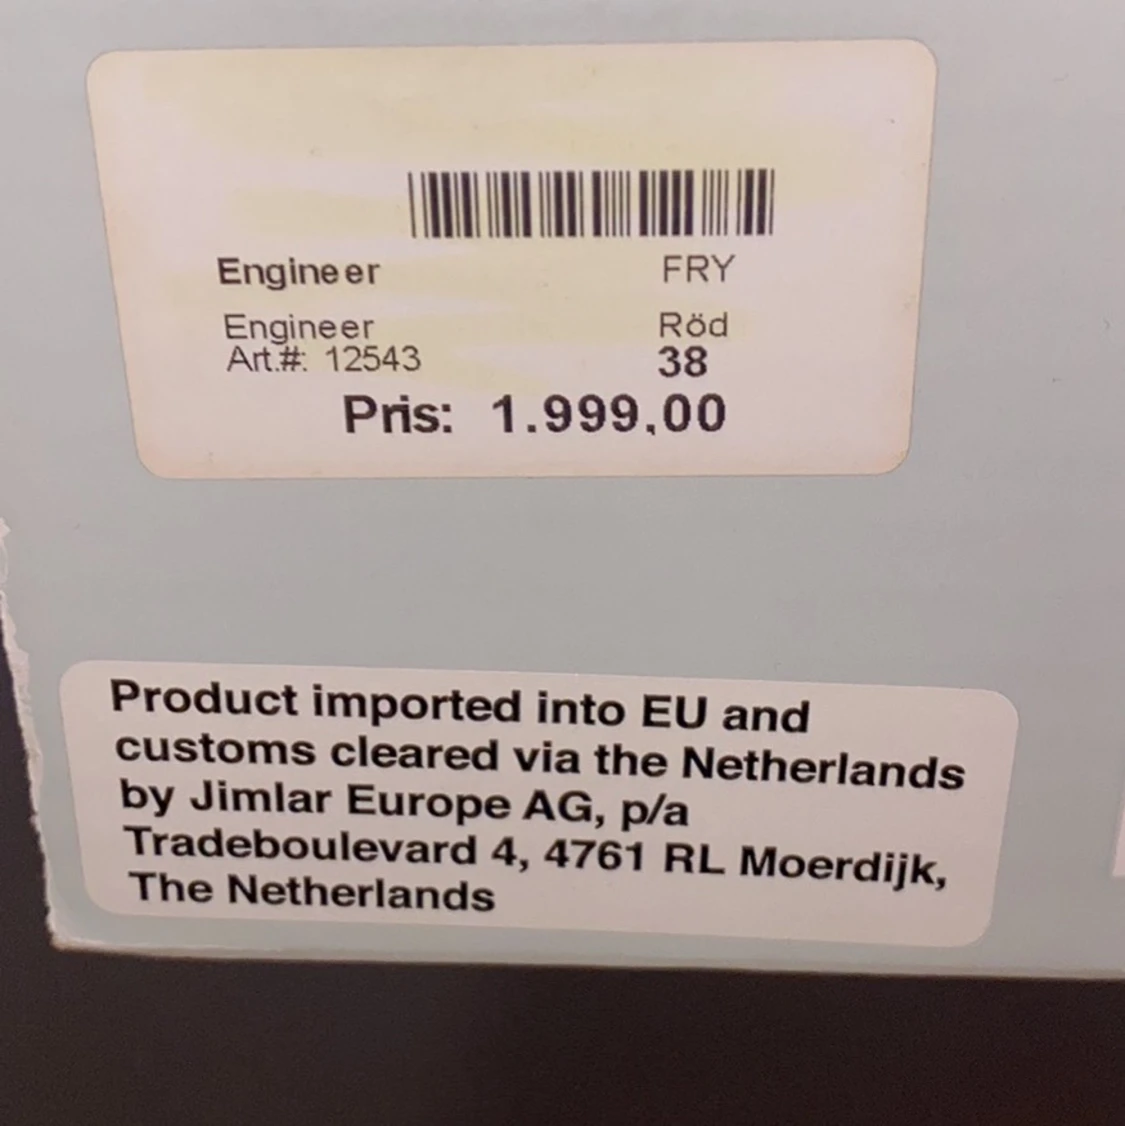 Engineer FRY
Engineer Röd
Art.#: 12543 38
Pris: 1.999,00
Product imported into EU and
customs cleared via the Netherlands
by Jimlar Europe AG, p/a
Tradeboulevard 4, 4761 RL Moerdijk,
The Netherlands